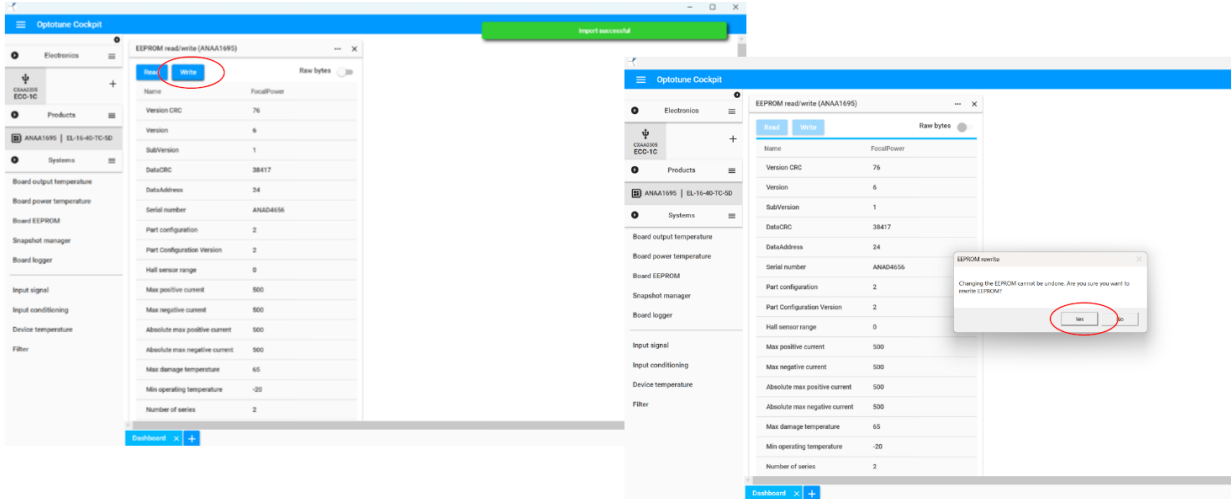 Optotune Cockpit
Import successful
Electronics
CXAA0305
ECC-1C
Products
ANAA1695 | EL-16-40-TC-5D
Systems
Board output temperature
Board power temperature
Board EEPROM
Snapshot manager
Board logger
Input signal
Input conditioning
Device temperature
Filter
EEPROM read/write (ANAA1695)
Read Write Raw bytes
Name FocalPower
Version CRC 76
Version 6
SubVersion 1
DataCRC 38417
DataAddress 24
Serial number ANAD4656
Part configuration 2
Part Configuration Version 2
Hall sensor range 0
Max positive current 500
Max negative current 500
Absolute max positive current 500
Absolute max negative current 500
Max damage temperature 65
Min operating temperature -20
Number of series 2
Dashboard
Optotune Cockpit
Electronics
CXAA0305
ECC-1C
Products
ANAA1695 | EL-16-40-TC-5D
Systems
Board output temperature
Board power temperature
Board EEPROM
Snapshot manager
Board logger
Input signal
Input conditioning
Device temperature
Filter
EEPROM read/write (ANAA1695)
Read Write Raw bytes
Name FocalPower
Version CRC 76
Version 6
SubVersion 1
DataCRC 38417
DataAddress 24
Serial number ANAD4656
Part configuration 2
Part Configuration Version 2
Hall sensor range 0
Max positive current 500
Max negative current 500
Absolute max positive current 500
Absolute max negative current 500
Max damage temperature 65
Min operating temperature -20
Number of series 2
Dashboard
EEPROM rewrite
Changing the EEPROM cannot be undone. Are you sure you want to
rewrite EEPROM?
Yes No